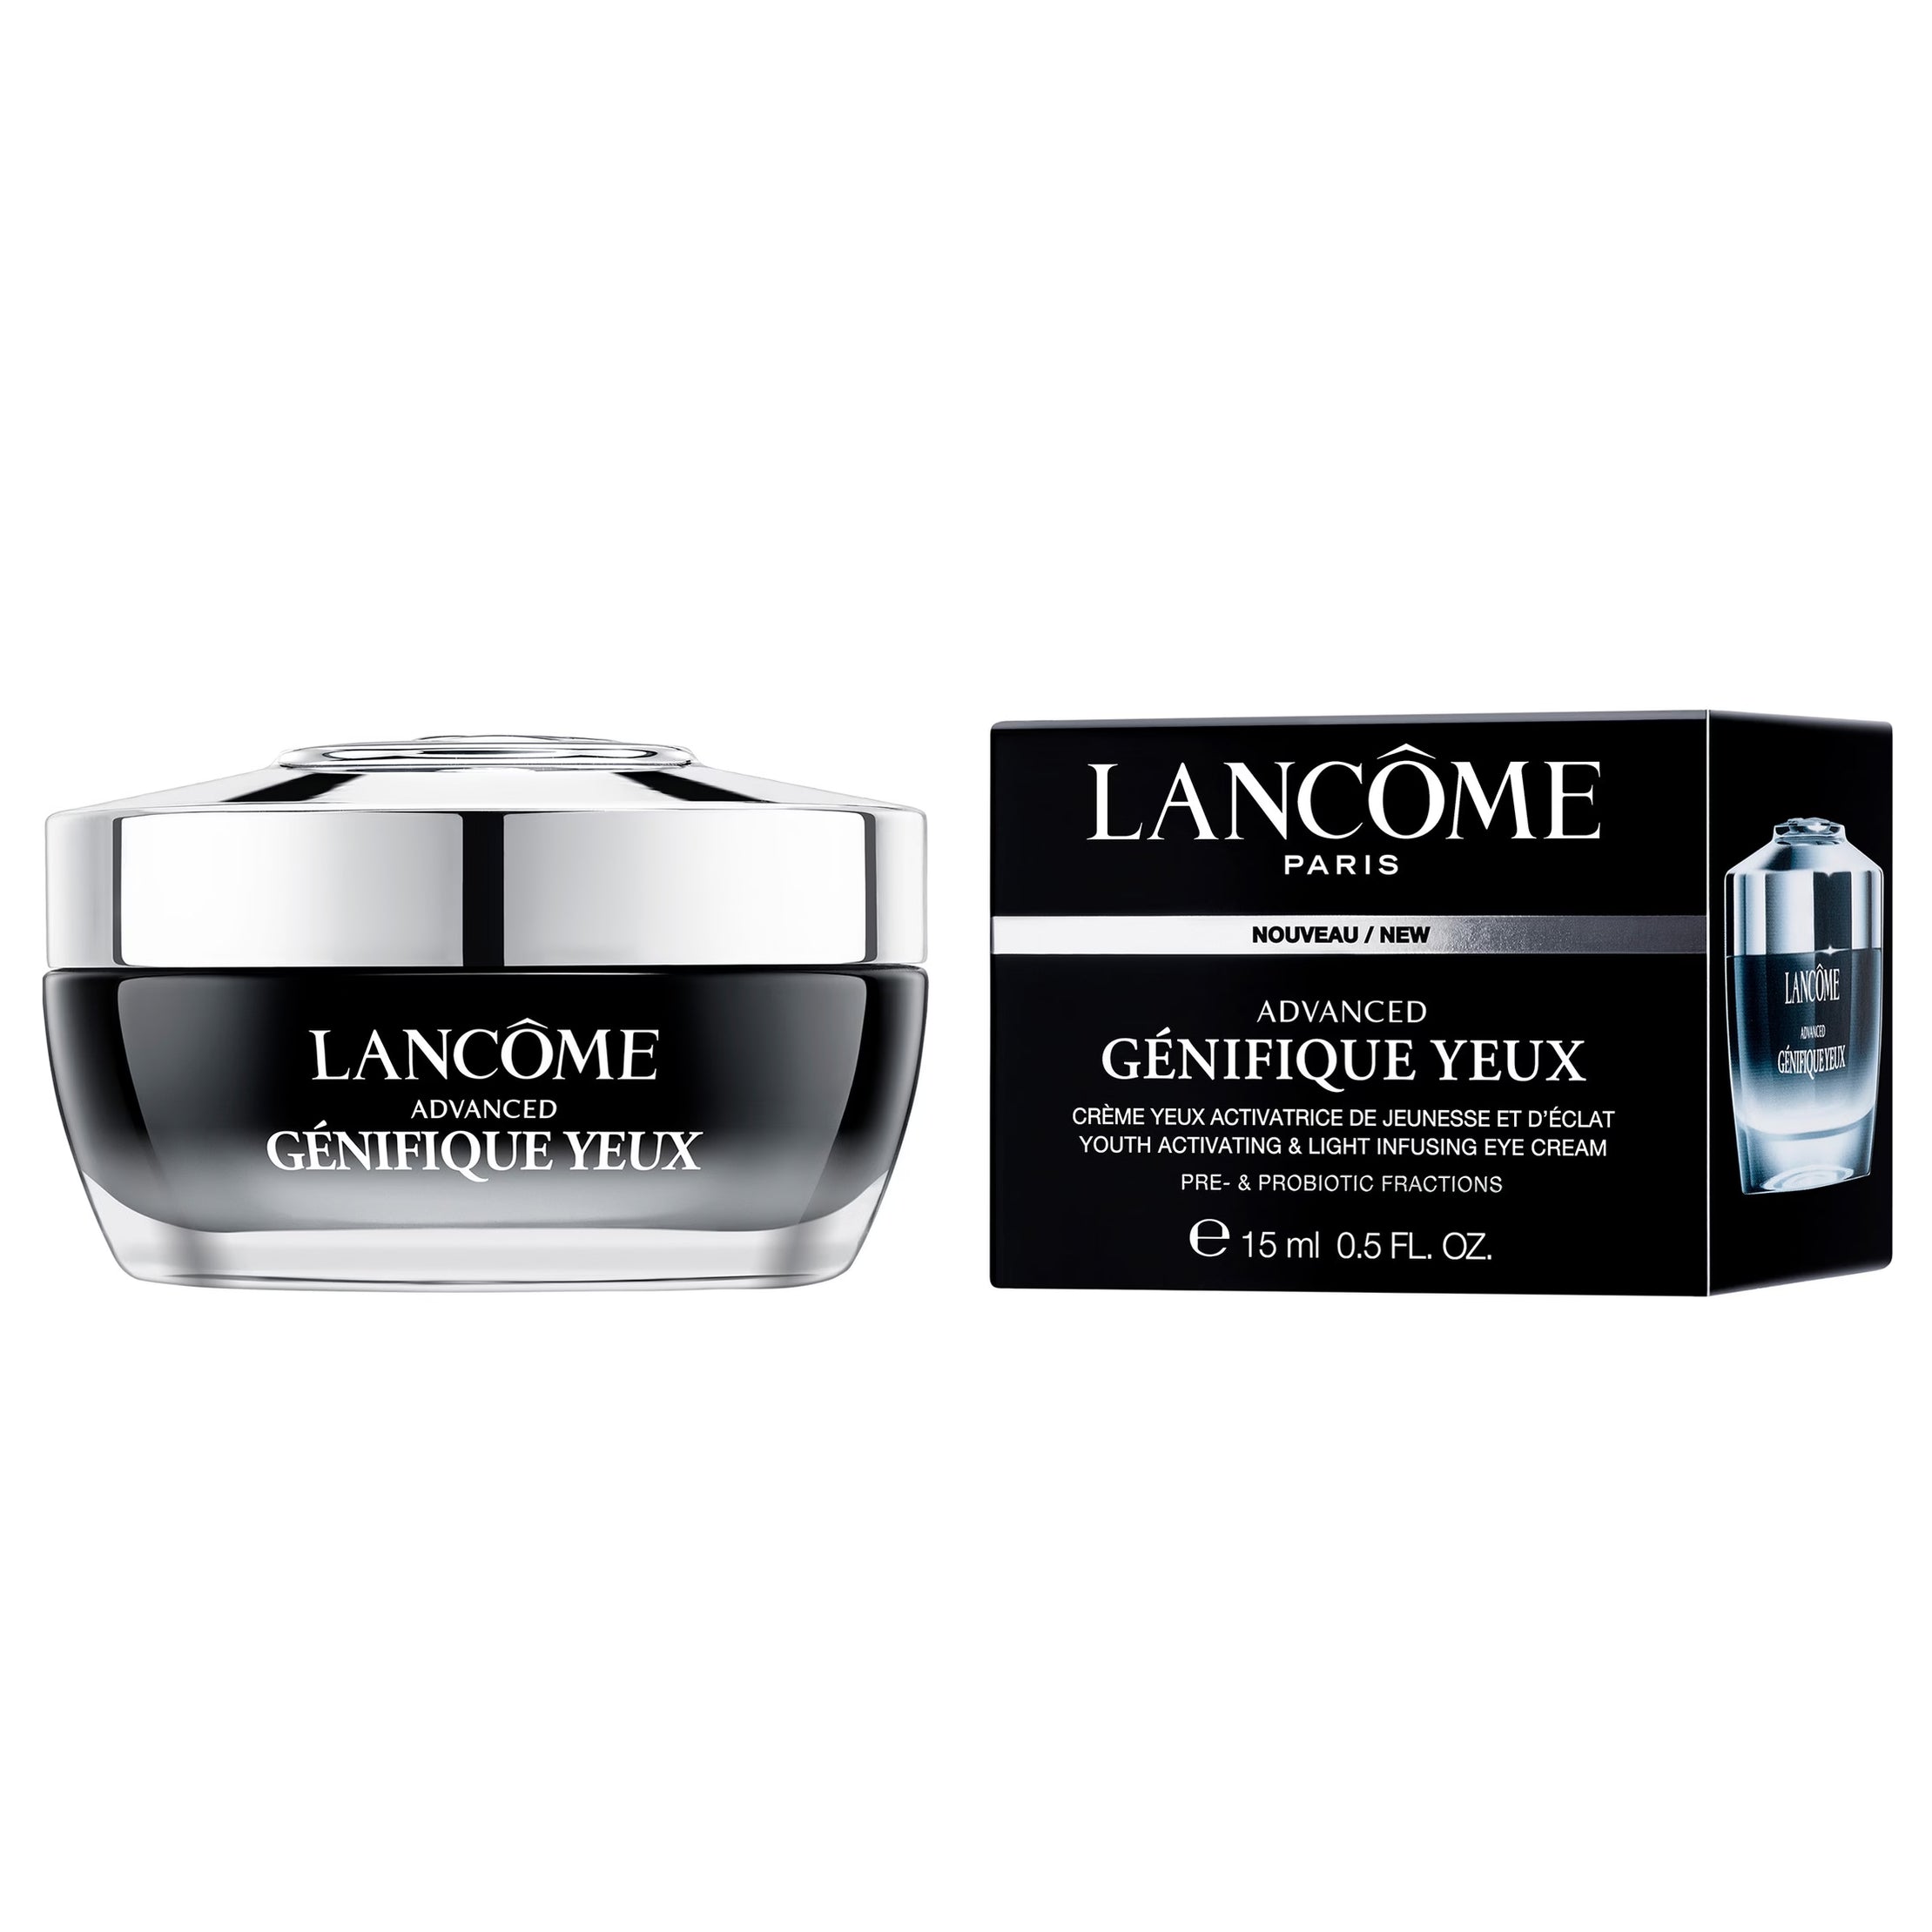 LANCÔME
ADVANCED
GÉNIFIQUE YEUX
LANCÔME
PARIS
NOUVEAU / NEW
ADVANCED
GÉNIFIQUE YEUX
CRÈME YEUX ACTIVATRICE DE JEUNESSE ET D'ÉCLAT
YOUTH ACTIVATING & LIGHT INFUSING EYE CREAM
PRE- & PROBIOTIC FRACTIONS
℮ 15 ml 0.5 FL. OZ.
LANCÔME
ADVANCED
GÉNIFIQUE YEUX